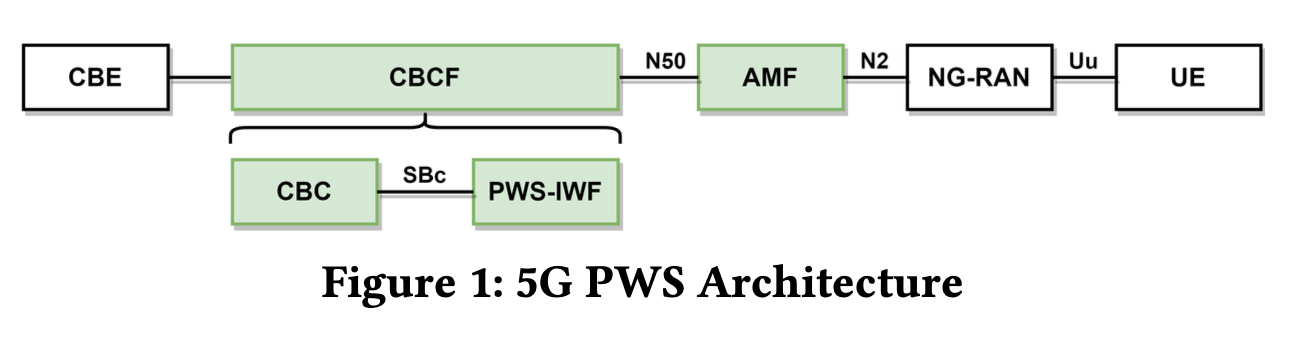 CBE
CBCF
N50
AMF
N2
NG-RAN
Uu
UE
CBC
SBc
PWS-IWF
Figure 1: 5G PWS Architecture